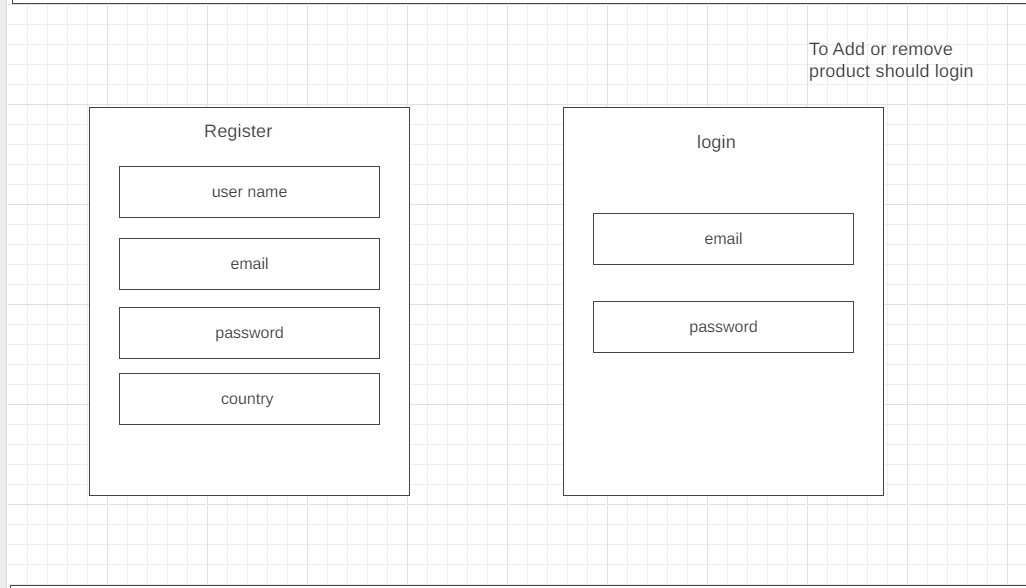 To Add or remove
product should login
Register
user name
email
password
country
login
email
password